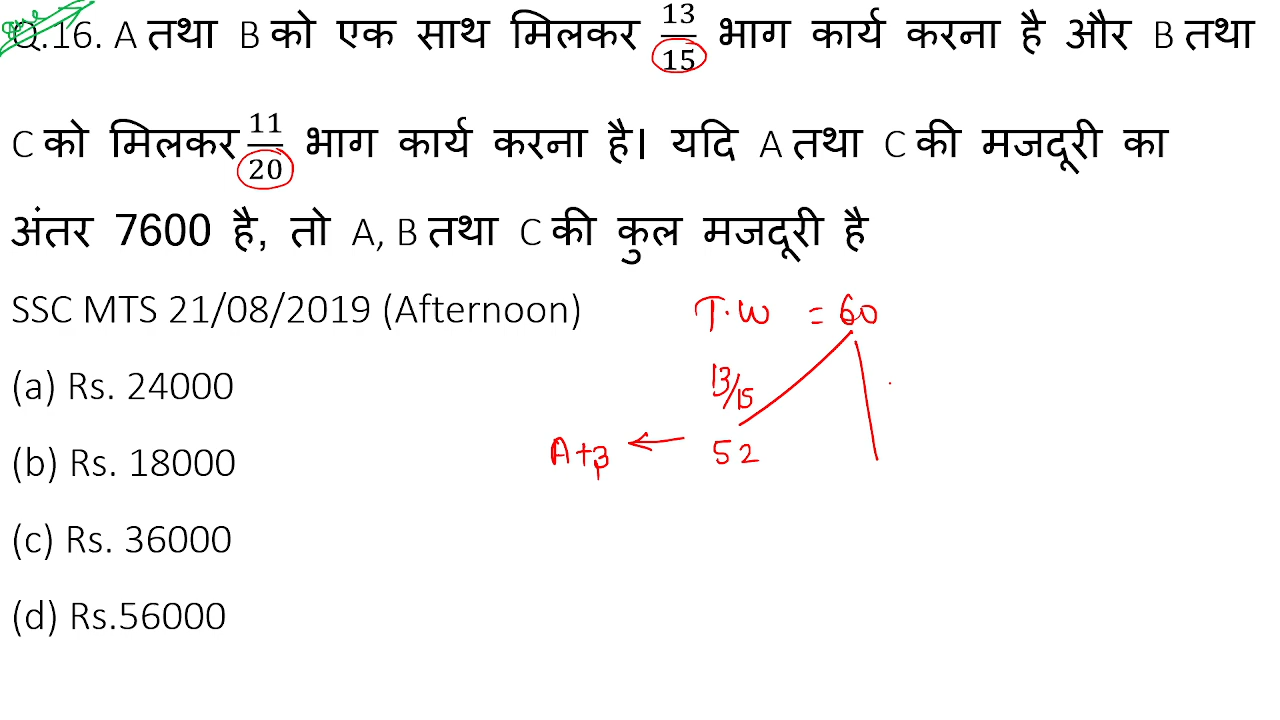 Q.16. A तथा B को एक साथ मिलकर 13/15 भाग कार्य करना है और B तथा
C को मिलकर 11/20 भाग कार्य करना है। यदि A तथा C की मजदूरी का
अंतर 7600 है, तो A, B तथा C की कुल मजदूरी है
SSC MTS 21/08/2019 (Afternoon)
T.W = 60
(a) Rs. 24000
13/15
(b) Rs. 18000
A+B ← 52
(c) Rs. 36000
(d) Rs.56000